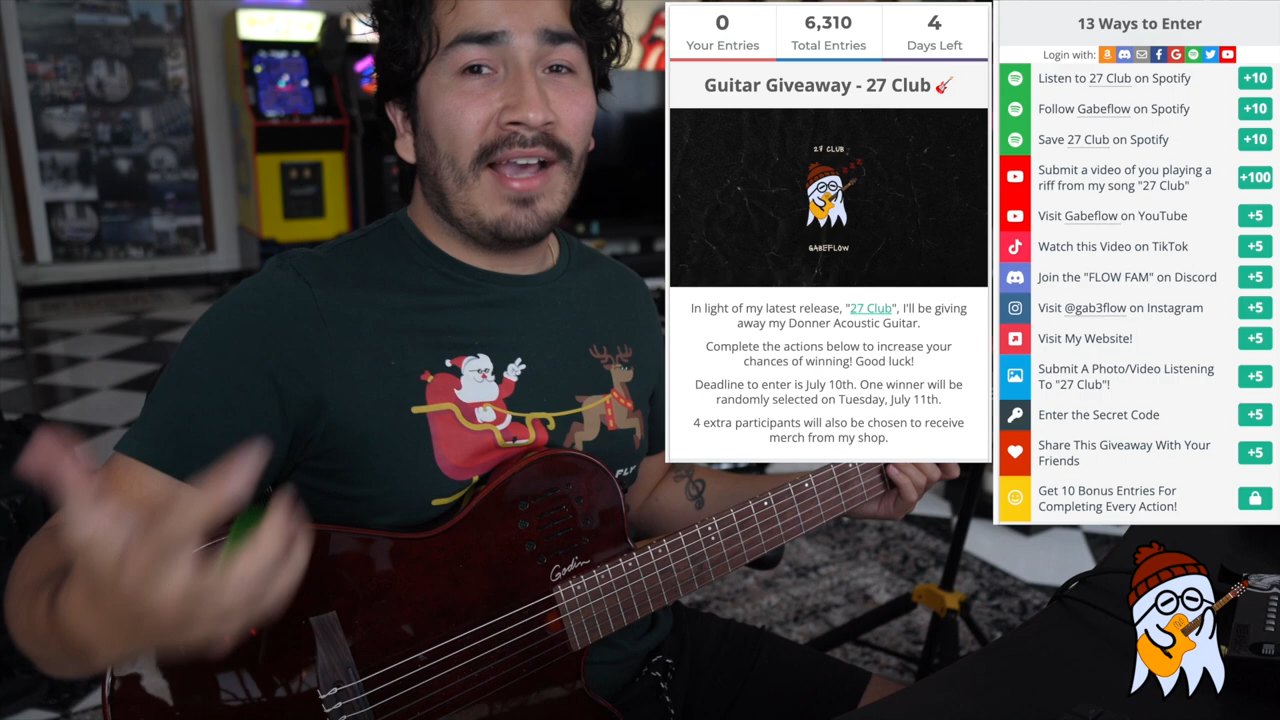 0
Your Entries
6,310
Total Entries
4
Days Left
Guitar Giveaway - 27 Club
27 CLUB
GABEFLOW
In light of my latest release, "27 Club", I'll be giving
away my Donner Acoustic Guitar.
Complete the actions below to increase your
chances of winning! Good luck!
Deadline to enter is July 10th. One winner will be
randomly selected on Tuesday, July 11th.
4 extra participants will also be chosen to receive
merch from my shop.
13 Ways to Enter
Login with:
Listen to 27 Club on Spotify
+10
Follow Gabeflow on Spotify
+10
Save 27 Club on Spotify
+10
Submit a video of you playing a
riff from my song "27 Club"
+100
Visit Gabeflow on YouTube
+5
Watch this Video on TikTok
+5
Join the "FLOW FAM" on Discord
+5
Visit @gab3flow on Instagram
+5
Visit My Website!
+5
Submit A Photo/Video Listening
To "27 Club"!
+5
Enter the Secret Code
+5
Share This Giveaway With Your
Friends
+5
Get 10 Bonus Entries For
Completing Every Action!
FLY
Godin